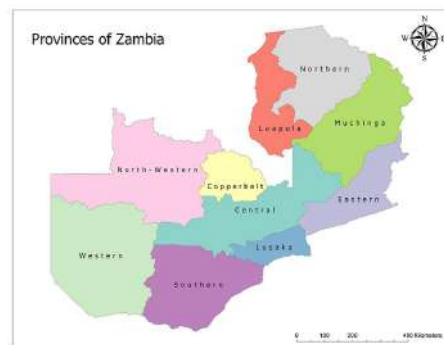 Provinces of Zambia
N
W E
S
Northern
Luapula
Muchinga
North-Western
Copperbelt
Eastern
Central
Lusaka
Western
Southern
0 100 200 400 Kilometers